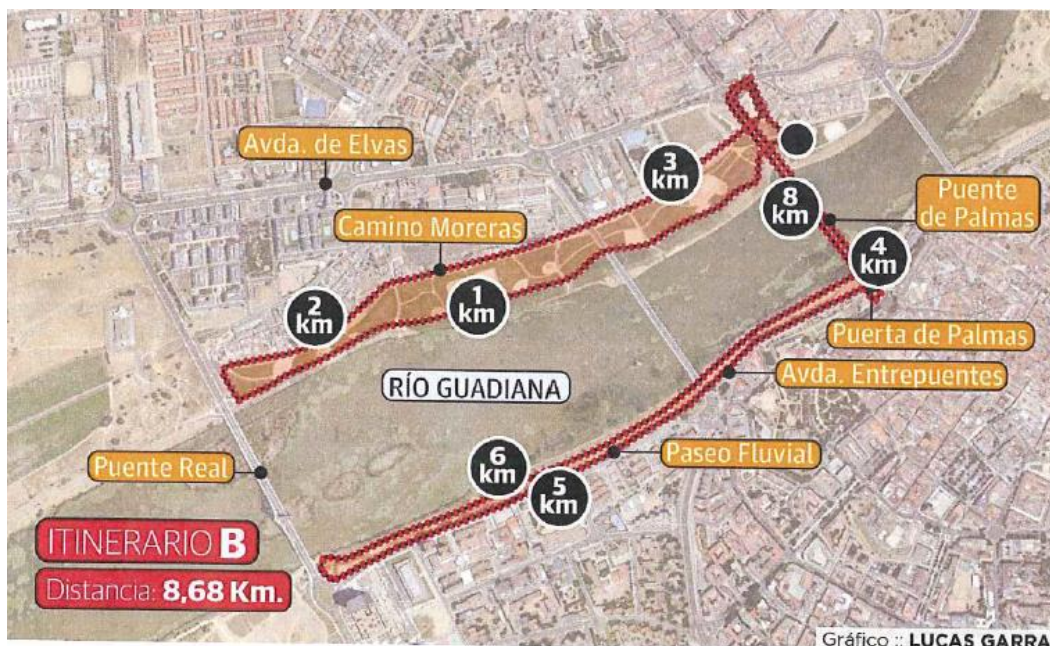 Avda. de Elvas
3
km
8
km
Puente
de Palmas
Camino Moreras
4
km
2
km
1
km
Puerta de Palmas
RÍO GUADIANA
Avda. Entrepuentes
Puente Real
6
km
5
km
Paseo Fluvial
ITINERARIO B
Distancia: 8,68 Km.
Gráfico :: LUCAS GARRA